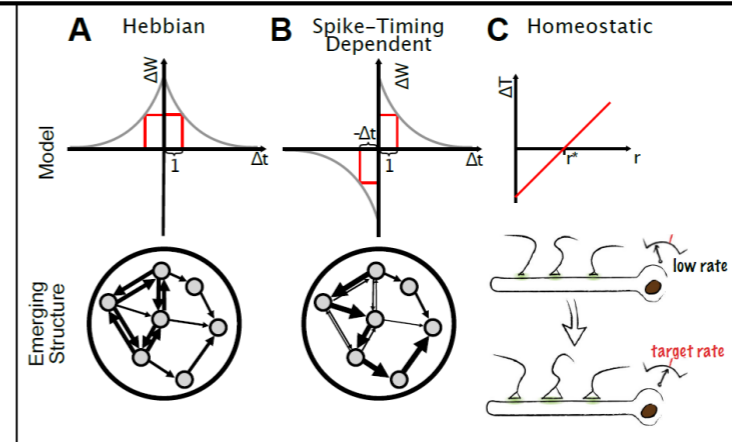 A Hebbian
B Spike-Timing
Dependent
C Homeostatic
Model
ΔW
Δt
1
ΔW
-Δt
Δt
1
ΔT
r*
r
Emerging
Structure
low rate
target rate